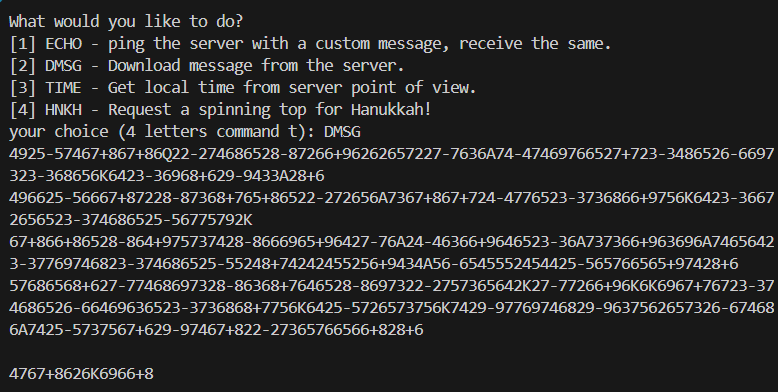 What would you like to do?
[1] ECHO - ping the server with a custom message, receive the same.
[2] DMSG - Download message from the server.
[3] TIME - Get local time from server point of view.
[4] HNKH - Request a spinning top for Hanukkah!
your choice (4 letters command t): DMSG
4925-57467+867+86Q22-274686528-87266+96262657227-7636A74-47469766527+723-3486526-6697
323-368656K6423-36968+629-9433A28+6
496625-56667+87228-87368+765+86522-272656A7367+867+724-4776523-3736866+9756K6423-3667
2656523-374686525-56775792K
67+866+86528-864+975737428-8666965+96427-76A24-46366+9646523-36A737366+963696A7465642
3-37769746823-374686525-55248+74242455256+9434A56-6545552454425-565766565+97428+6
57686568+627-77468697328-86368+7646528-8697322-2757365642K27-77266+96K6K6967+76723-37
4686526-66469636523-3736868+7756K6425-5726573756K7429-97769746829-9637562657326-67468
6A7425-5737567+629-97467+822-27365766566+828+6
4767+8626K6966+8